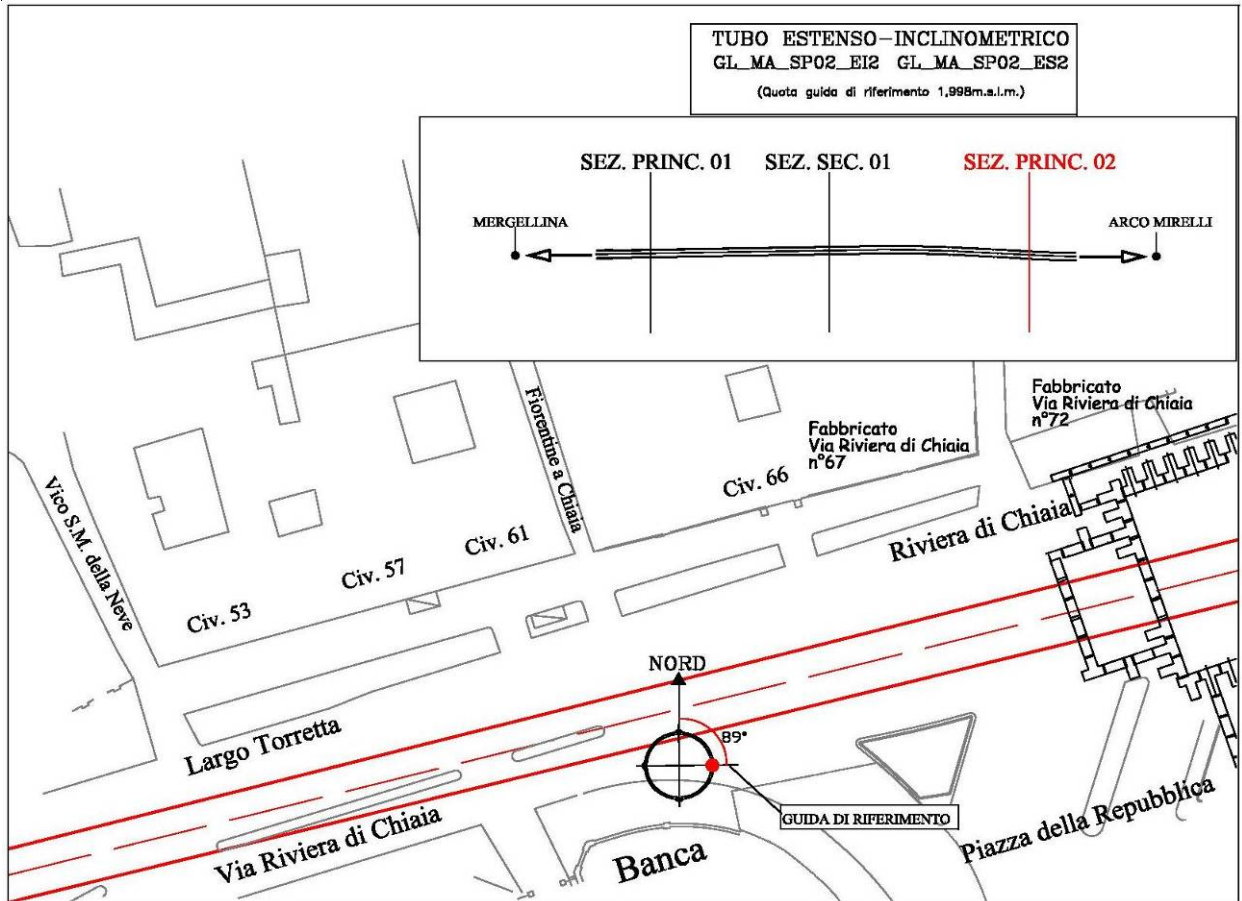 TUBO ESTENSO-INCLINOMETRICO
GL_MA_SP02_EI2 GL_MA_SP02_ES2
(Quota guida di riferimento 1,998m.s.l.m.)
SEZ. PRINC. 01
SEZ. SEC. 01
SEZ. PRINC. 02
MERGELLINA
ARCO MIRELLI
Fabbricato
Via Riviera di Chiaia
n°72
Fiorentine a Chiaia
Fabbricato
Via Riviera di Chiaia
n°67
Civ. 66
Vico S.M. della Neve
Riviera di Chiaia
Civ. 61
Civ. 57
Civ. 53
NORD
Largo Torretta
89°
GUIDA DI RIFERIMENTO
Via Riviera di Chiaia
Banca
Piazza della Repubblica